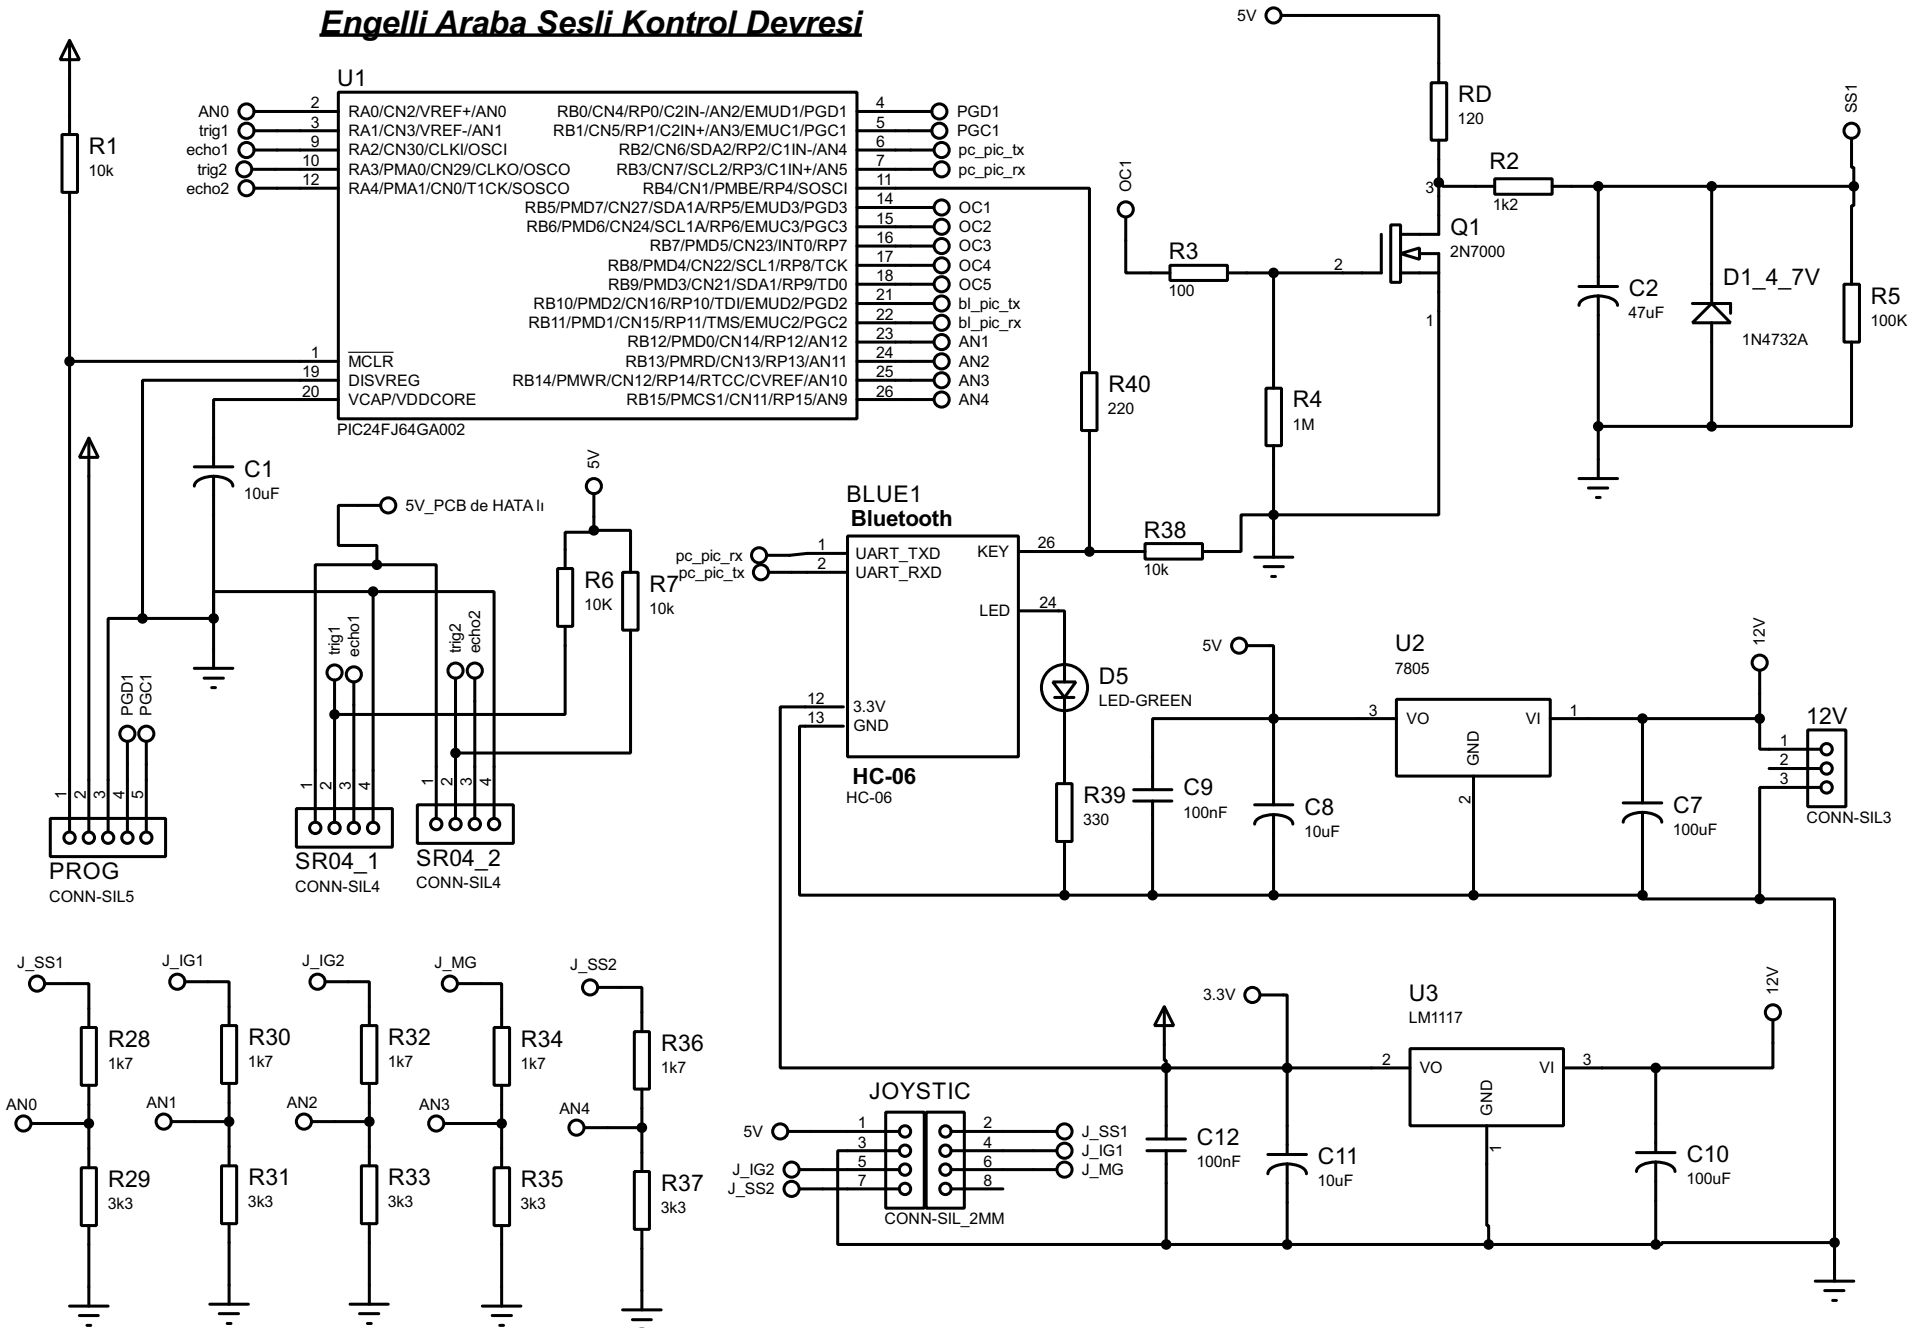 Engelli Araba Sesli Kontrol Devresi
U1
AN0 2 RA0/CN2/VREF+/AN0
trig1 3 RA1/CN3/VREF-/AN1
echo1 9 RA2/CN30/CLKI/OSCI
trig2 10 RA3/PMA0/CN29/CLKO/OSCO
echo2 12 RA4/PMA1/CN0/T1CK/SOSCO
1 MCLR
19 DISVREG
20 VCAP/VDDCORE
RB0/CN4/RP0/C2IN-/AN2/EMUD1/PGD1 4 PGD1
RB1/CN5/RP1/C2IN+/AN3/EMUC1/PGC1 5 PGC1
RB2/CN6/SDA2/RP2/C1IN-/AN4 6 pc_pic_tx
RB3/CN7/SCL2/RP3/C1IN+/AN5 7 pc_pic_rx
RB4/CN1/PMBE/RP4/SOSCI 11
RB5/PMD7/CN27/SDA1A/RP5/EMUD3/PGD3 14 OC1
RB6/PMD6/CN24/SCL1A/RP6/EMUC3/PGC3 15 OC2
RB7/PMD5/CN23/INT0/RP7 16 OC3
RB8/PMD4/CN22/SCL1/RP8/TCK 17 OC4
RB9/PMD3/CN21/SDA1/RP9/TD0 18 OC5
RB10/PMD2/CN16/RP10/TDI/EMUD2/PGD2 21 bl_pic_tx
RB11/PMD1/CN15/RP11/TMS/EMUC2/PGC2 22 bl_pic_rx
RB12/PMD0/CN14/RP12/AN12 23 AN1
RB13/PMRD/CN13/RP13/AN11 24 AN2
RB14/PMWR/CN12/RP14/RTCC/CVREF/AN10 25 AN3
RB15/PMCS1/CN11/RP15/AN9 26 AN4
PIC24FJ64GA002
R1
10k
C1
10uF
5V_PCB de HATA lı
5V
R6
10K
R7
10k
trig1
echo1
trig2
echo2
PGD1
PGC1
1 2 3 4 5
PROG
CONN-SIL5
1 2 3 4
SR04_1
CONN-SIL4
1 2 3 4
SR04_2
CONN-SIL4
5V
RD
120
SS1
OC1
R3
100
2
3
1
Q1
2N7000
R2
1k2
R4
1M
C2
47uF
D1_4_7V
1N4732A
R5
100K
R40
220
R38
10k
BLUE1
Bluetooth
pc_pic_rx 1 UART_TXD
pc_pic_tx 2 UART_RXD
KEY 26
LED 24
12 3.3V
13 GND
HC-06
HC-06
D5
LED-GREEN
R39
330
5V
C9
100nF
C8
10uF
U2
7805
3 VO
VI 1
GND
2
C7
100uF
12V
12V
1
2
3
CONN-SIL3
J_SS1
R28
1k7
AN0
R29
3k3
J_IG1
R30
1k7
AN1
R31
3k3
J_IG2
R32
1k7
AN2
R33
3k3
J_MG
R34
1k7
AN3
R35
3k3
J_SS2
R36
1k7
AN4
R37
3k3
JOYSTIC
5V 1
3
J_IG2 5
J_SS2 7
2 J_SS1
4 J_IG1
6 J_MG
8
CONN-SIL_2MM
3.3V
C12
100nF
C11
10uF
U3
LM1117
2 VO
VI 3
GND
1
12V
C10
100uF